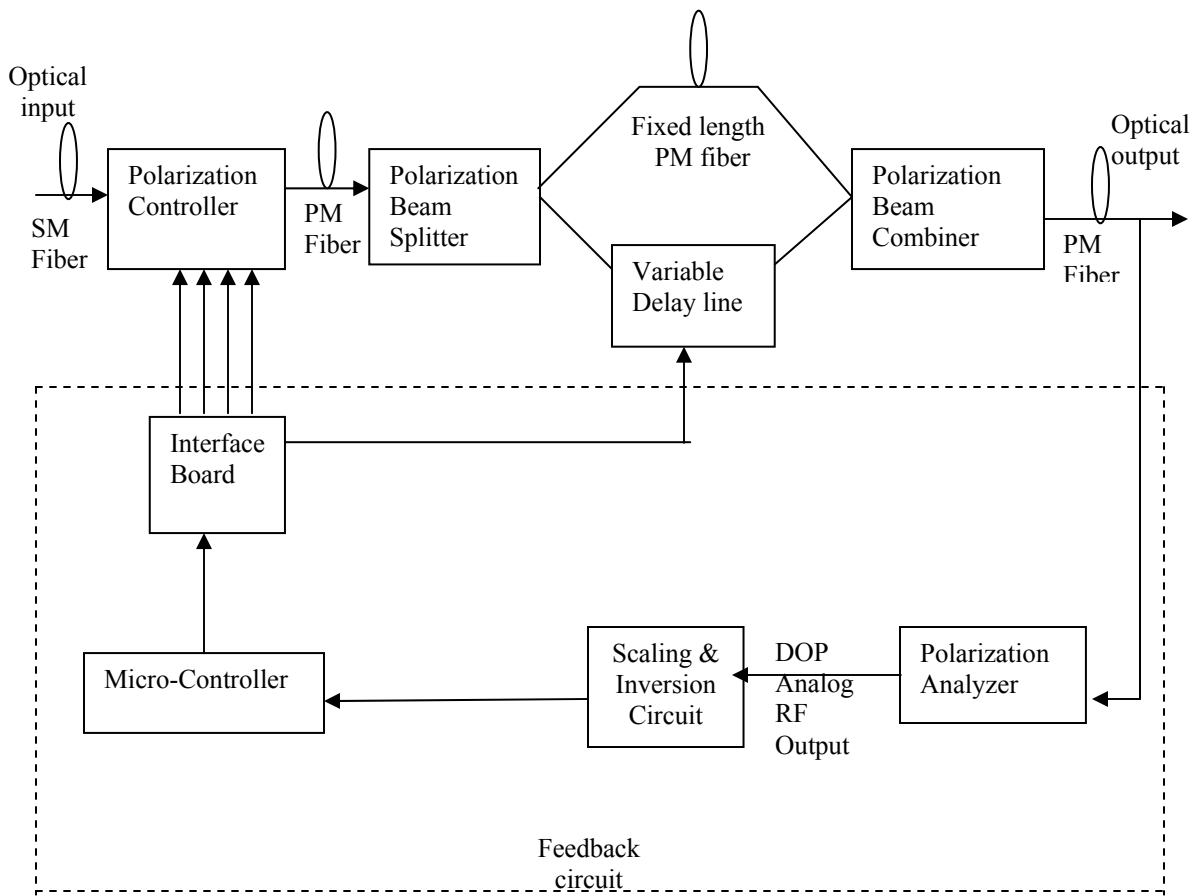 Optical
input
SM
Fiber
Polarization
Controller
PM
Fiber
Polarization
Beam
Splitter
Fixed length
PM fiber
Variable
Delay line
Polarization
Beam
Combiner
Optical
output
PM
Fiber
Interface
Board
Micro-Controller
Scaling &
Inversion
Circuit
DOP
Analog
RF
Output
Polarization
Analyzer
Feedback
circuit